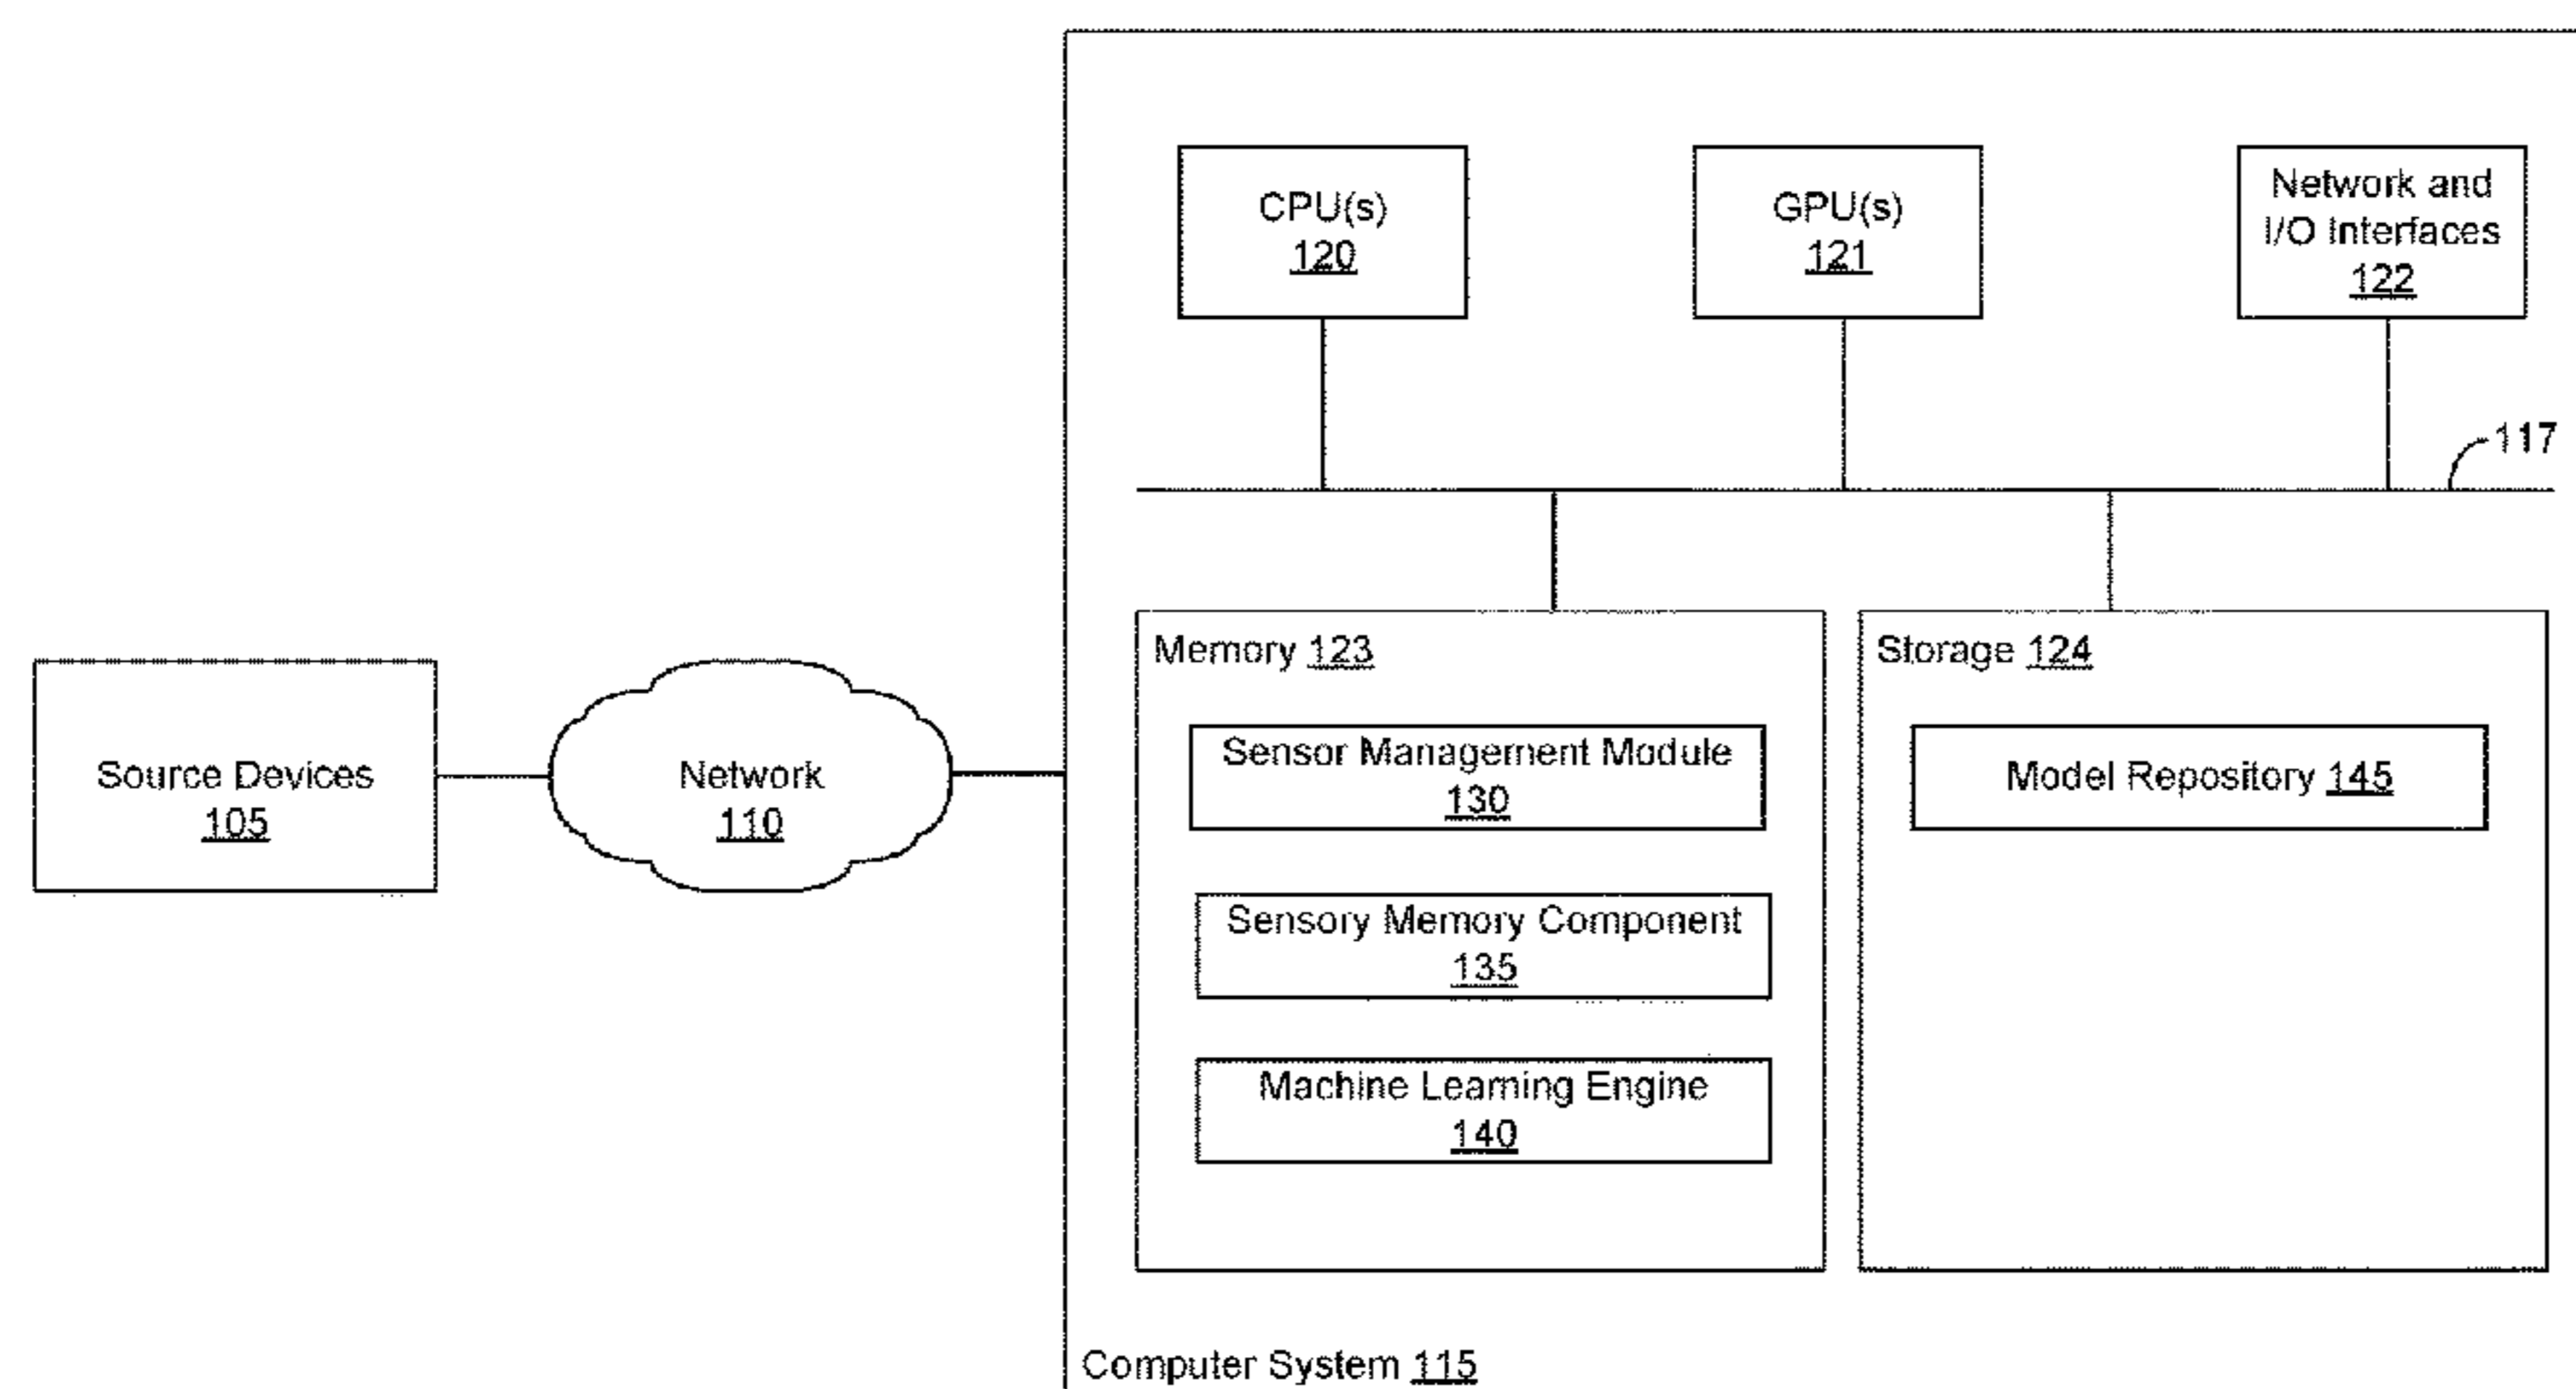 CPU(s)
120
GPU(s)
121
Network and
I/O Interfaces
122
117
Memory 123
Sensor Management Module
130
Sensory Memory Component
135
Machine Learning Engine
140
Storage 124
Model Repository 145
Source Devices
105
Network
110
Computer System 115